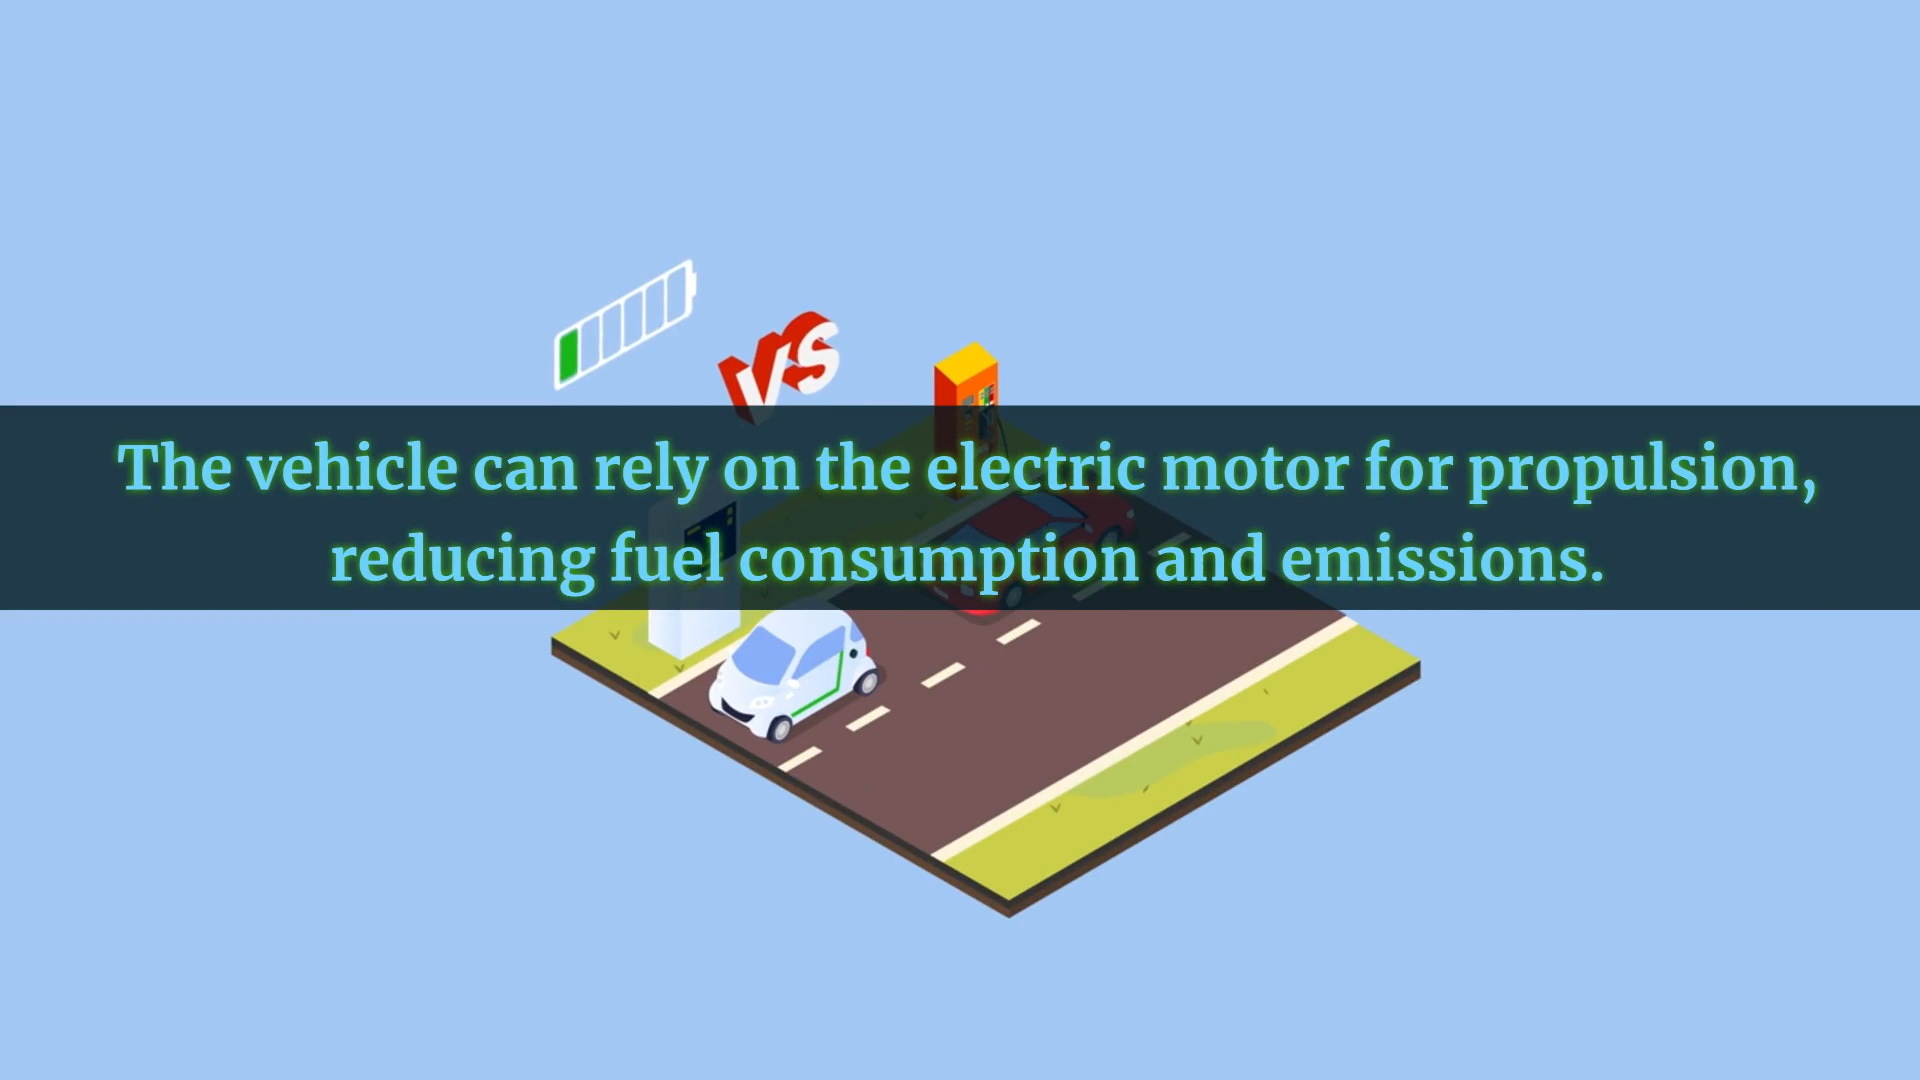 VS
The vehicle can rely on the electric motor for propulsion,
reducing fuel consumption and emissions.